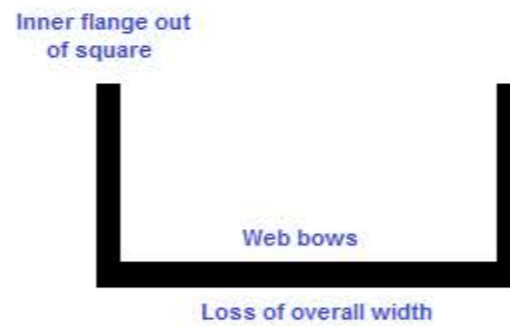 Inner flange out
of square
Web bows
Loss of overall width